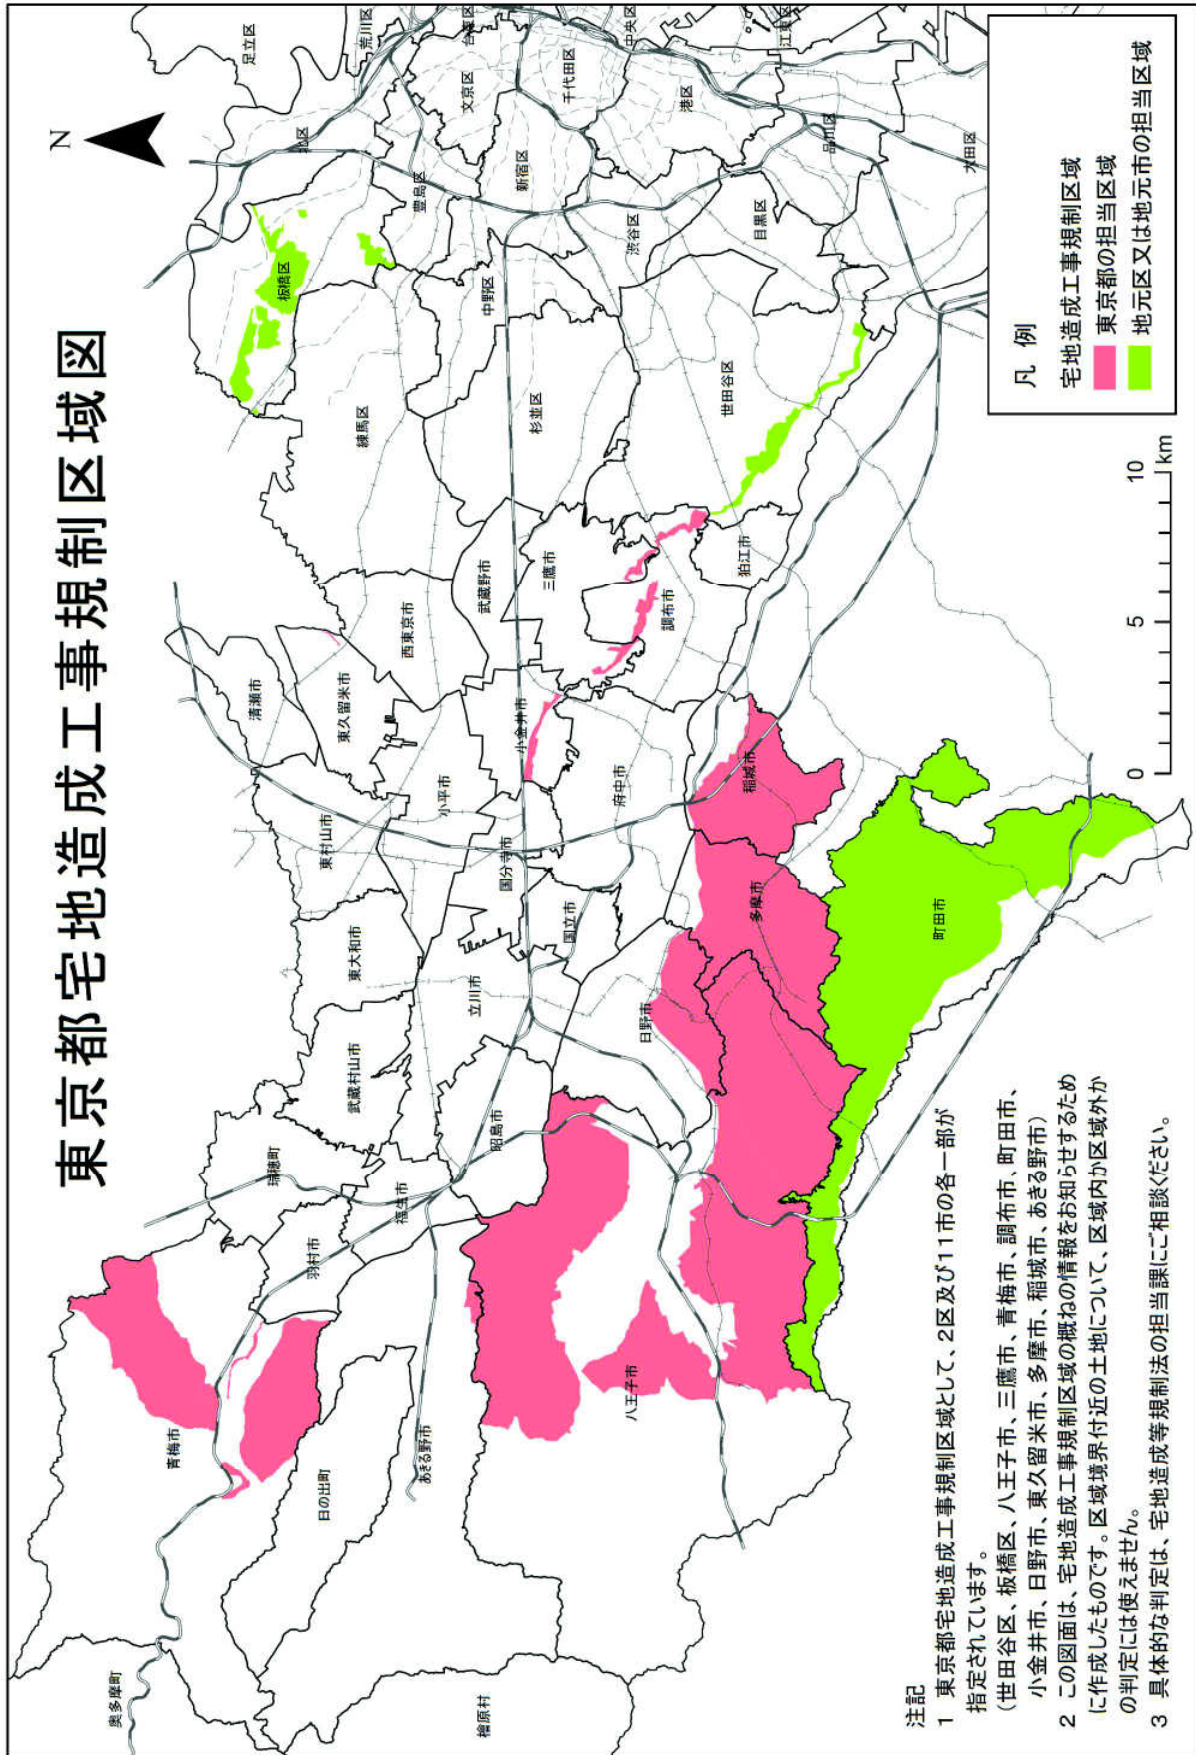 東京都宅地造成工事規制区域図
N
足立区
荒川区
台東区
北区
文京区
千代田区
中央区
江東区
板橋区
豊島区
新宿区
港区
品川区
大田区
練馬区
中野区
渋谷区
目黒区
杉並区
世田谷区
清瀬市
東久留米市
西東京市
武蔵野市
三鷹市
調布市
狛江市
東村山市
小平市
小金井市
国分寺市
府中市
稲城市
東大和市
武蔵村山市
立川市
国立市
日野市
多摩市
町田市
瑞穂町
昭島市
福生市
羽村市
青梅市
日の出町
あきる野市
八王子市
奥多摩町
檜原村
凡 例
宅地造成工事規制区域
東京都の担当区域
地元区又は地元市の担当区域
0 5 10
km
注記
1 東京都宅地造成工事規制区域として、2区及び11市の各一部が
指定されています。
(世田谷区、板橋区、八王子市、三鷹市、青梅市、調布市、町田市、
小金井市、日野市、東久留米市、多摩市、稲城市、あきる野市)
2 この図面は、宅地造成工事規制区域の概ねの情報をお知らせするため
に作成したものです。区域境界付近の土地について、区域内か区域外か
の判定には使えません。
3 具体的な判定は、宅地造成等規制法の担当課にご相談ください。